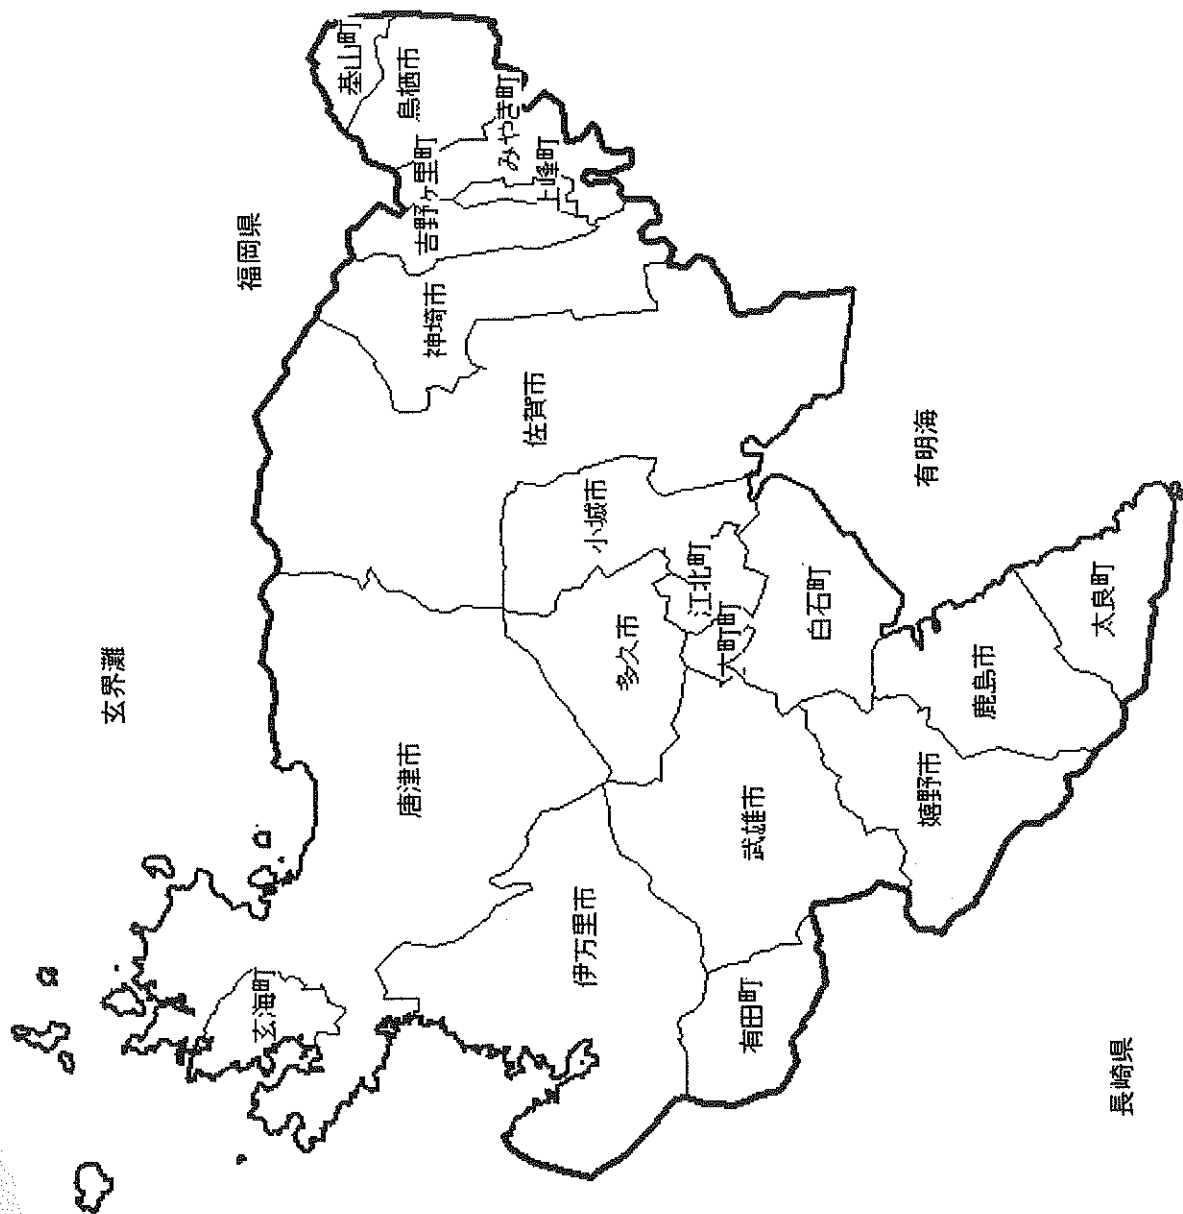 玄界灘
福岡県
基山町
鳥栖市
みやき町
吉野ヶ里町
上峰町
神埼市
佐賀市
小城市
唐津市
玄海町
多久市
江北町
大町町
白石町
伊万里市
武雄市
有田町
嬉野市
鹿島市
太良町
有明海
長崎県